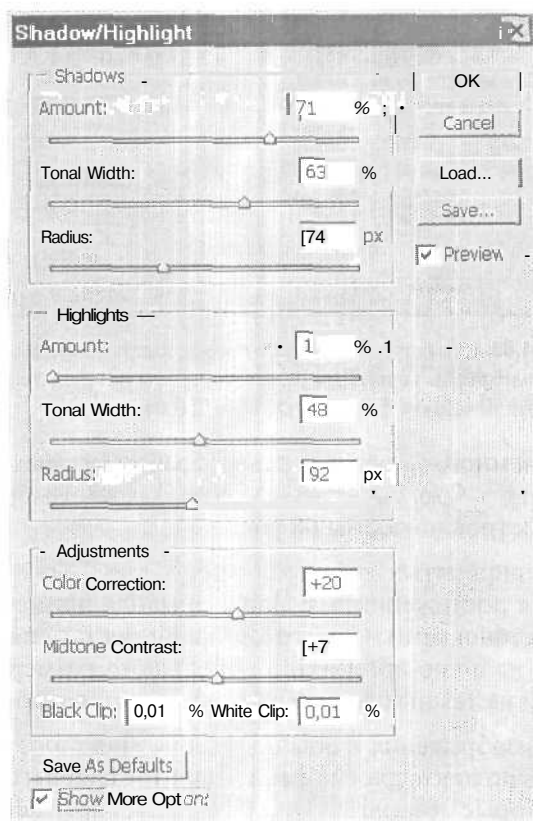 Shadow/Highlight
Shadows
Amount: 71 %
Tonal Width: 63 %
Radius: 74 px
Highlights
Amount: 1 %
Tonal Width: 48 %
Radius: 92 px
Adjustments
Color Correction: +20
Midtone Contrast: +7
Black Clip: 0,01 % White Clip: 0,01 %
Save As Defaults
Show More Options
OK
Cancel
Load...
Save...
Preview